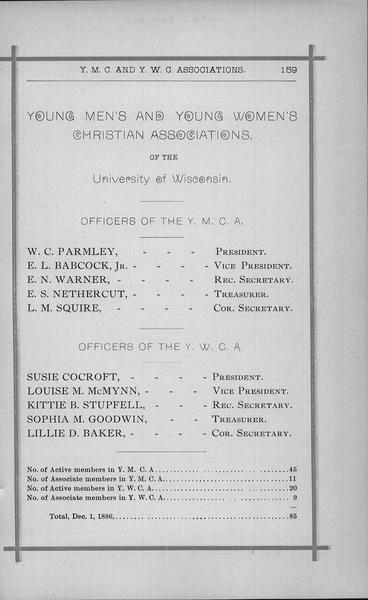 Y. M. C. AND Y. W. C. ASSOCIATIONS. 159
YOUNG MEN'S AND YOUNG WOMEN'S
CHRISTIAN ASSOCIATIONS,
OF THE
University of Wisconsin.
OFFICERS OF THE Y. M. C. A.
W. C. PARMLEY, - - - PRESIDENT.
E. L. BABCOCK, JR. - - - - VICE PRESIDENT.
E. N. WARNER, - - - - REC. SECRETARY.
E. S. NETHERCUT, - - - - TREASURER.
L. M. SQUIRE, - - - - COR. SECRETARY.
OFFICERS OF THE Y. W. C. A.
SUSIE COCROFT, - - - - PRESIDENT.
LOUISE M. McMYNN, - - - VICE PRESIDENT.
KITTIE B. STUPFELL, - - - REC. SECRETARY.
SOPHIA M. GOODWIN, - - TREASURER.
LILLIE D. BAKER, - - - - COR. SECRETARY.
No. of Active members in Y. M. C. A. 45
No. of Associate members in Y. M. C. A. 11
No. of Active members in Y. W. C. A. 20
No. of Associate members in Y. W. C. A. 9
Total, Dec. 1, 1886, 85